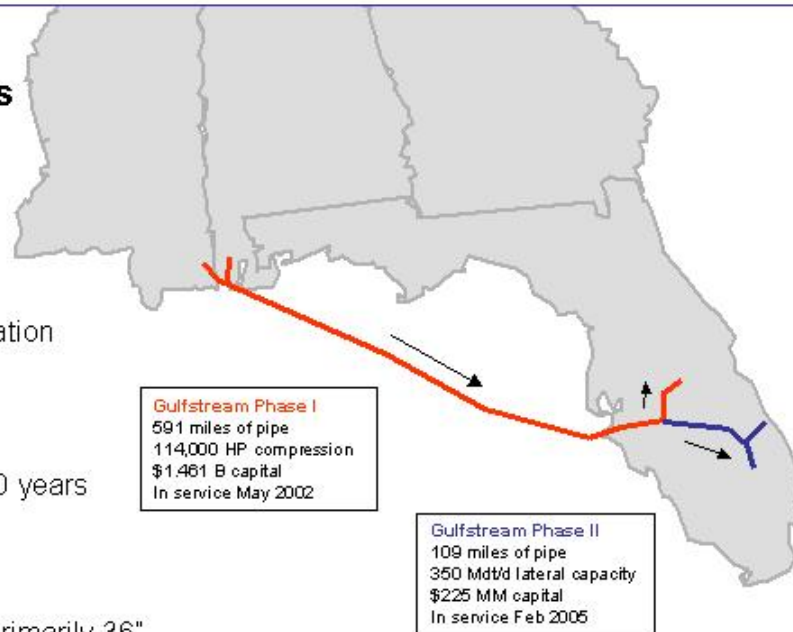 s
ation
0 years
rimarily 36"
Gulfstream Phase I
591 miles of pipe
114,000 HP compression
$1.461 B capital
In service May 2002
Gulfstream Phase II
109 miles of pipe
350 Mdt/d lateral capacity
$225 MM capital
In service Feb 2005